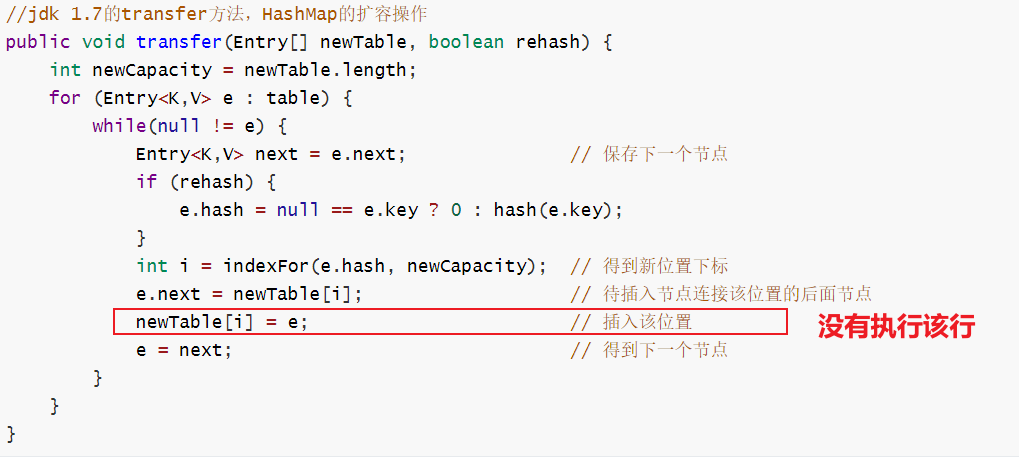 //jdk 1.7的transfer方法，HashMap的扩容操作
public void transfer(Entry[] newTable, boolean rehash) {
    int newCapacity = newTable.length;
    for (Entry<K,V> e : table) {
        while(null != e) {
            Entry<K,V> next = e.next;               // 保存下一个节点
            if (rehash) {
                e.hash = null == e.key ? 0 : hash(e.key);
            }
            int i = indexFor(e.hash, newCapacity);  // 得到新位置下标
            e.next = newTable[i];                   // 待插入节点连接该位置的后面节点
            newTable[i] = e;                        // 插入该位置 没有执行该行
            e = next;                               // 得到下一个节点
        }
    }
}